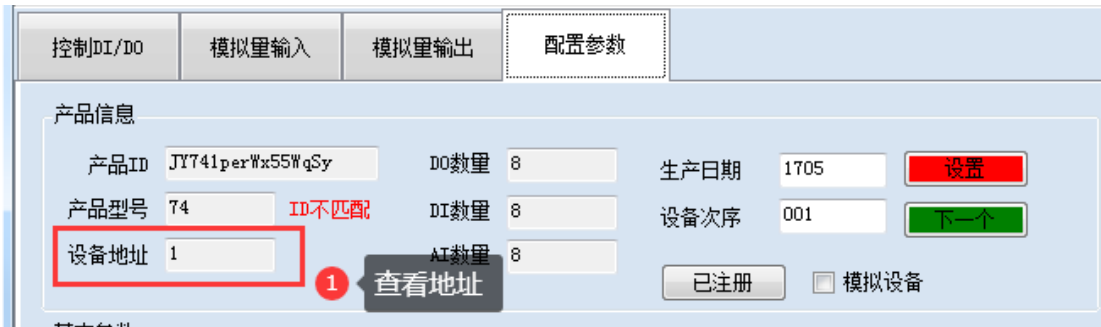 控制DI/DO 模拟量输入 模拟量输出 配置参数
产品信息
产品ID JY741perWx55WqSy DO数量 8 生产日期 1705 设置
产品型号 74 ID不匹配 DI数量 8 设备次序 001 下一个
设备地址 1 AI数量 8
1 查看地址 已注册 模拟设备
基本参数